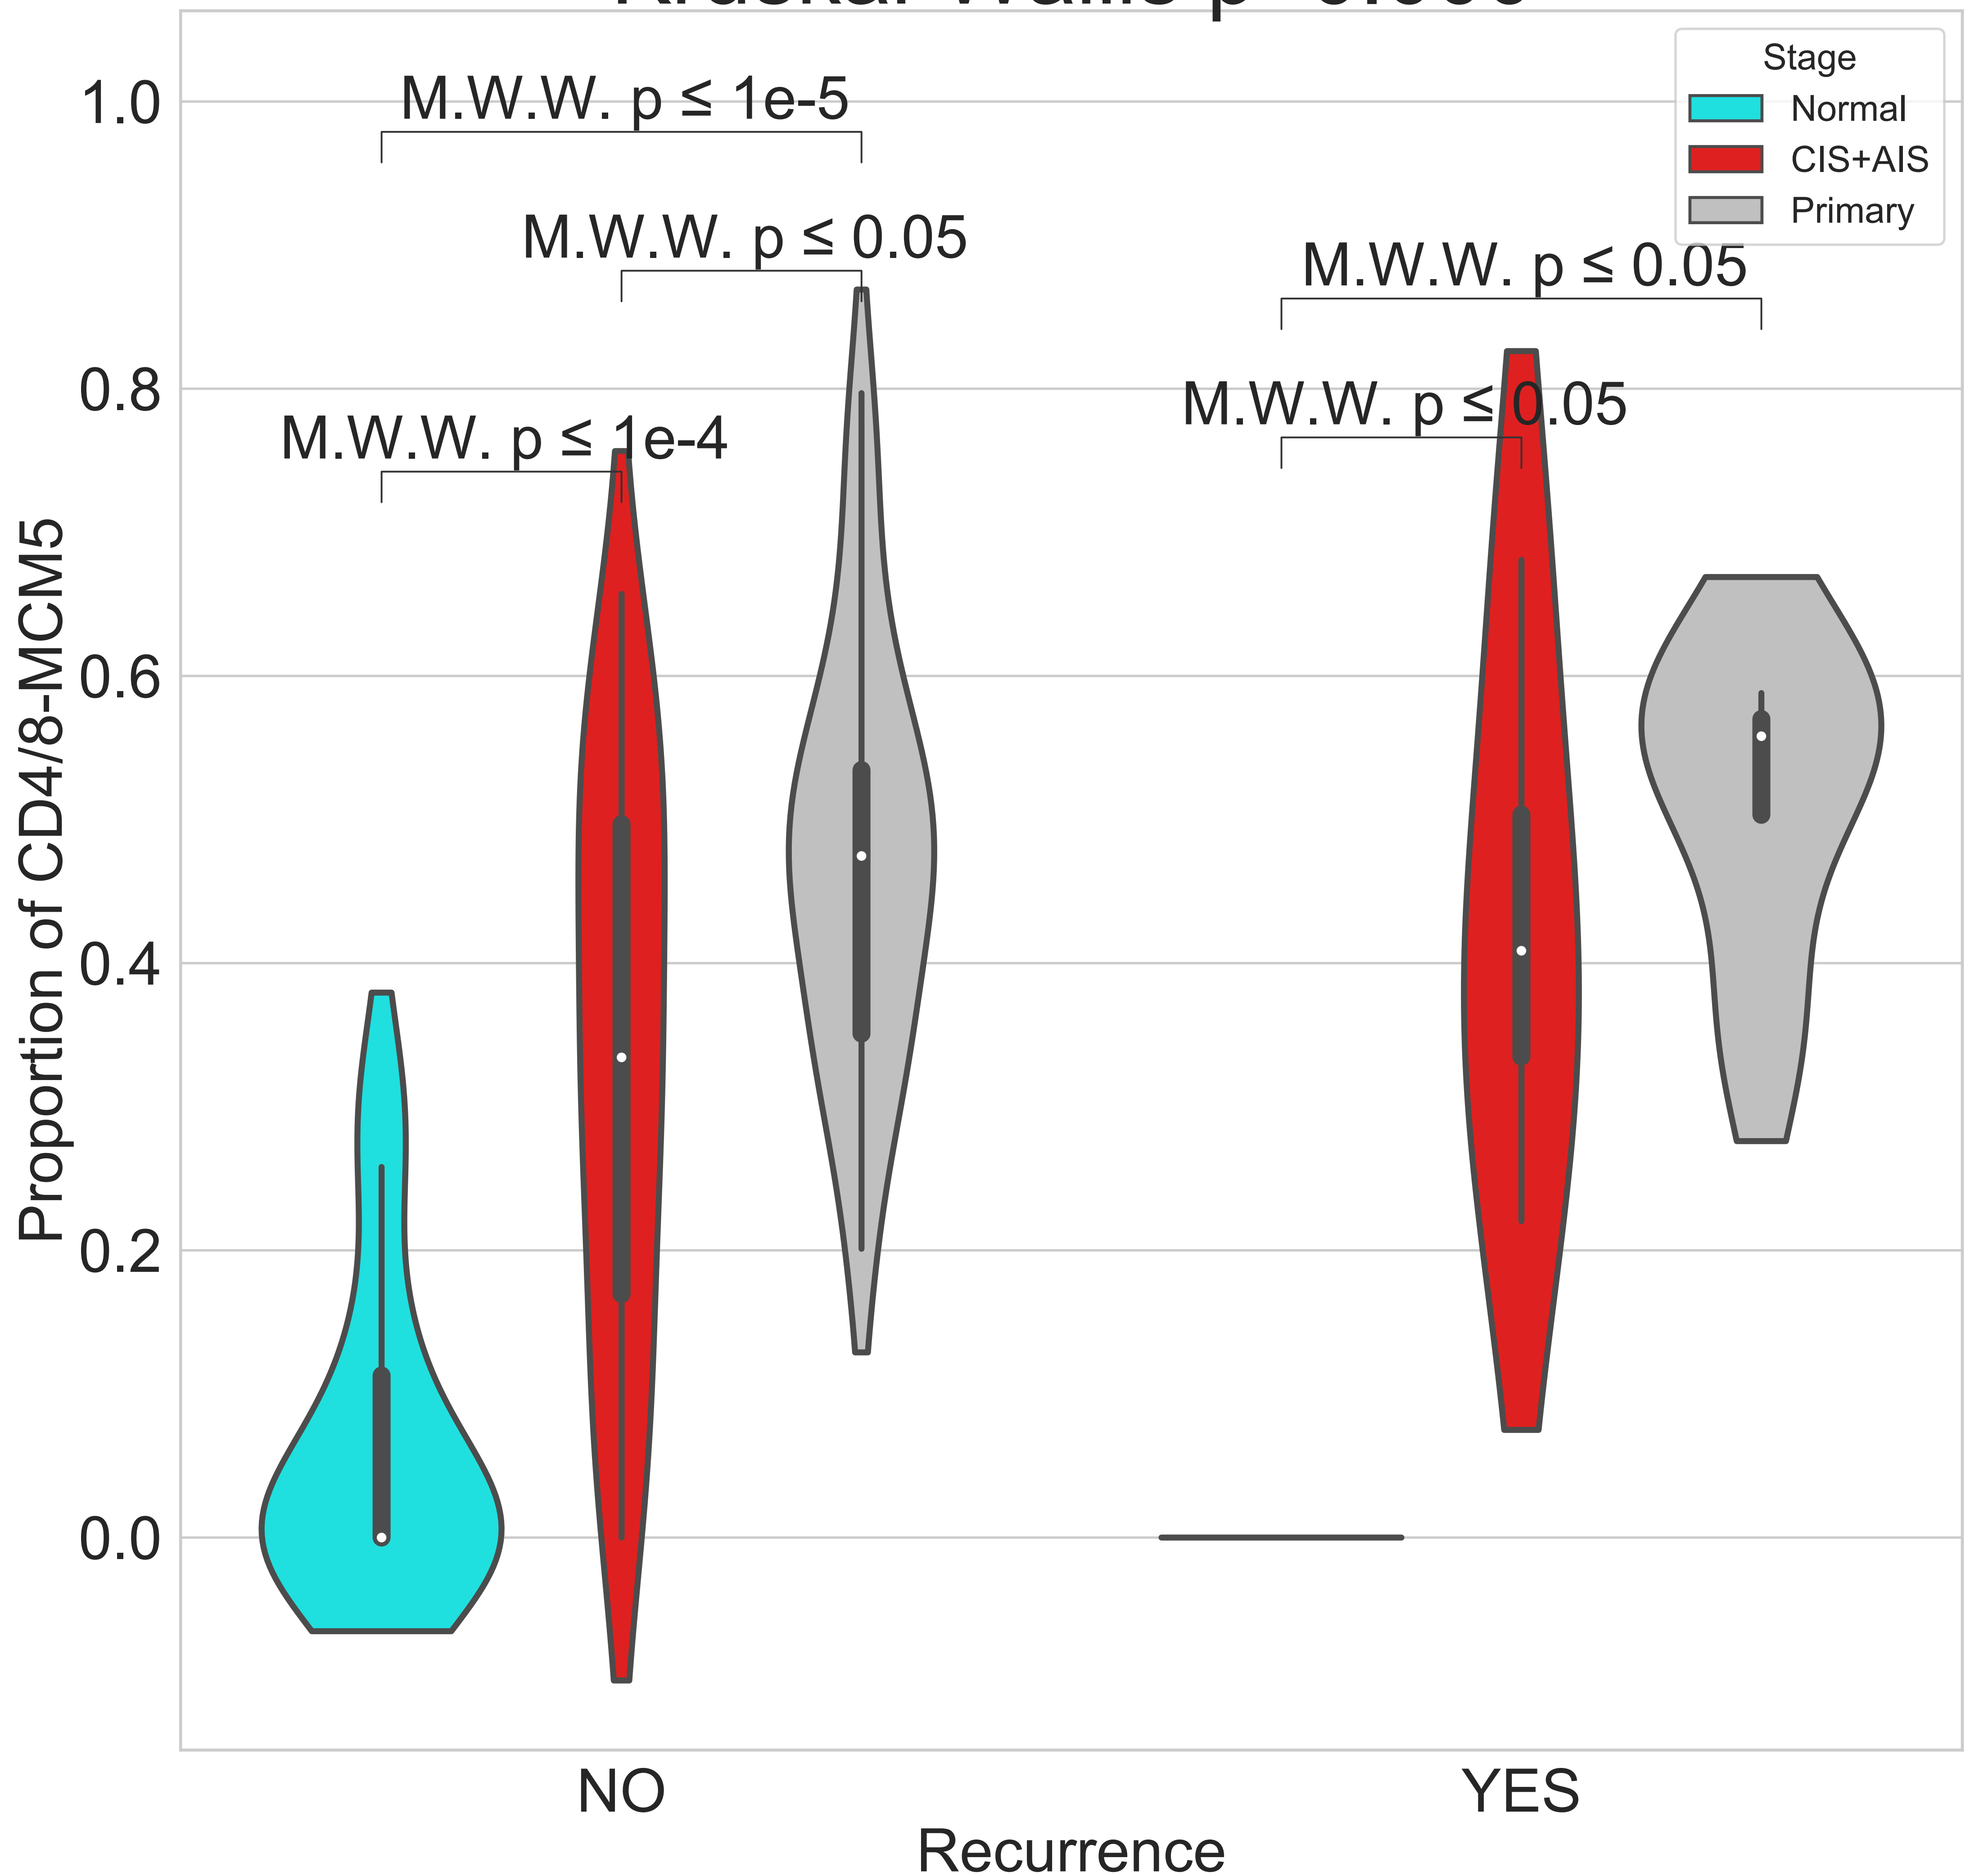 Stage
Normal
CIS+AIS
Primary
M.W.W. p ≤ 1e-5
M.W.W. p ≤ 0.05
M.W.W. p ≤ 0.05
M.W.W. p ≤ 0.05
M.W.W. p ≤ 1e-4
Proportion of CD4/8-MCM5
1.0
0.8
0.6
0.4
0.2
0.0
NO
YES
Recurrence